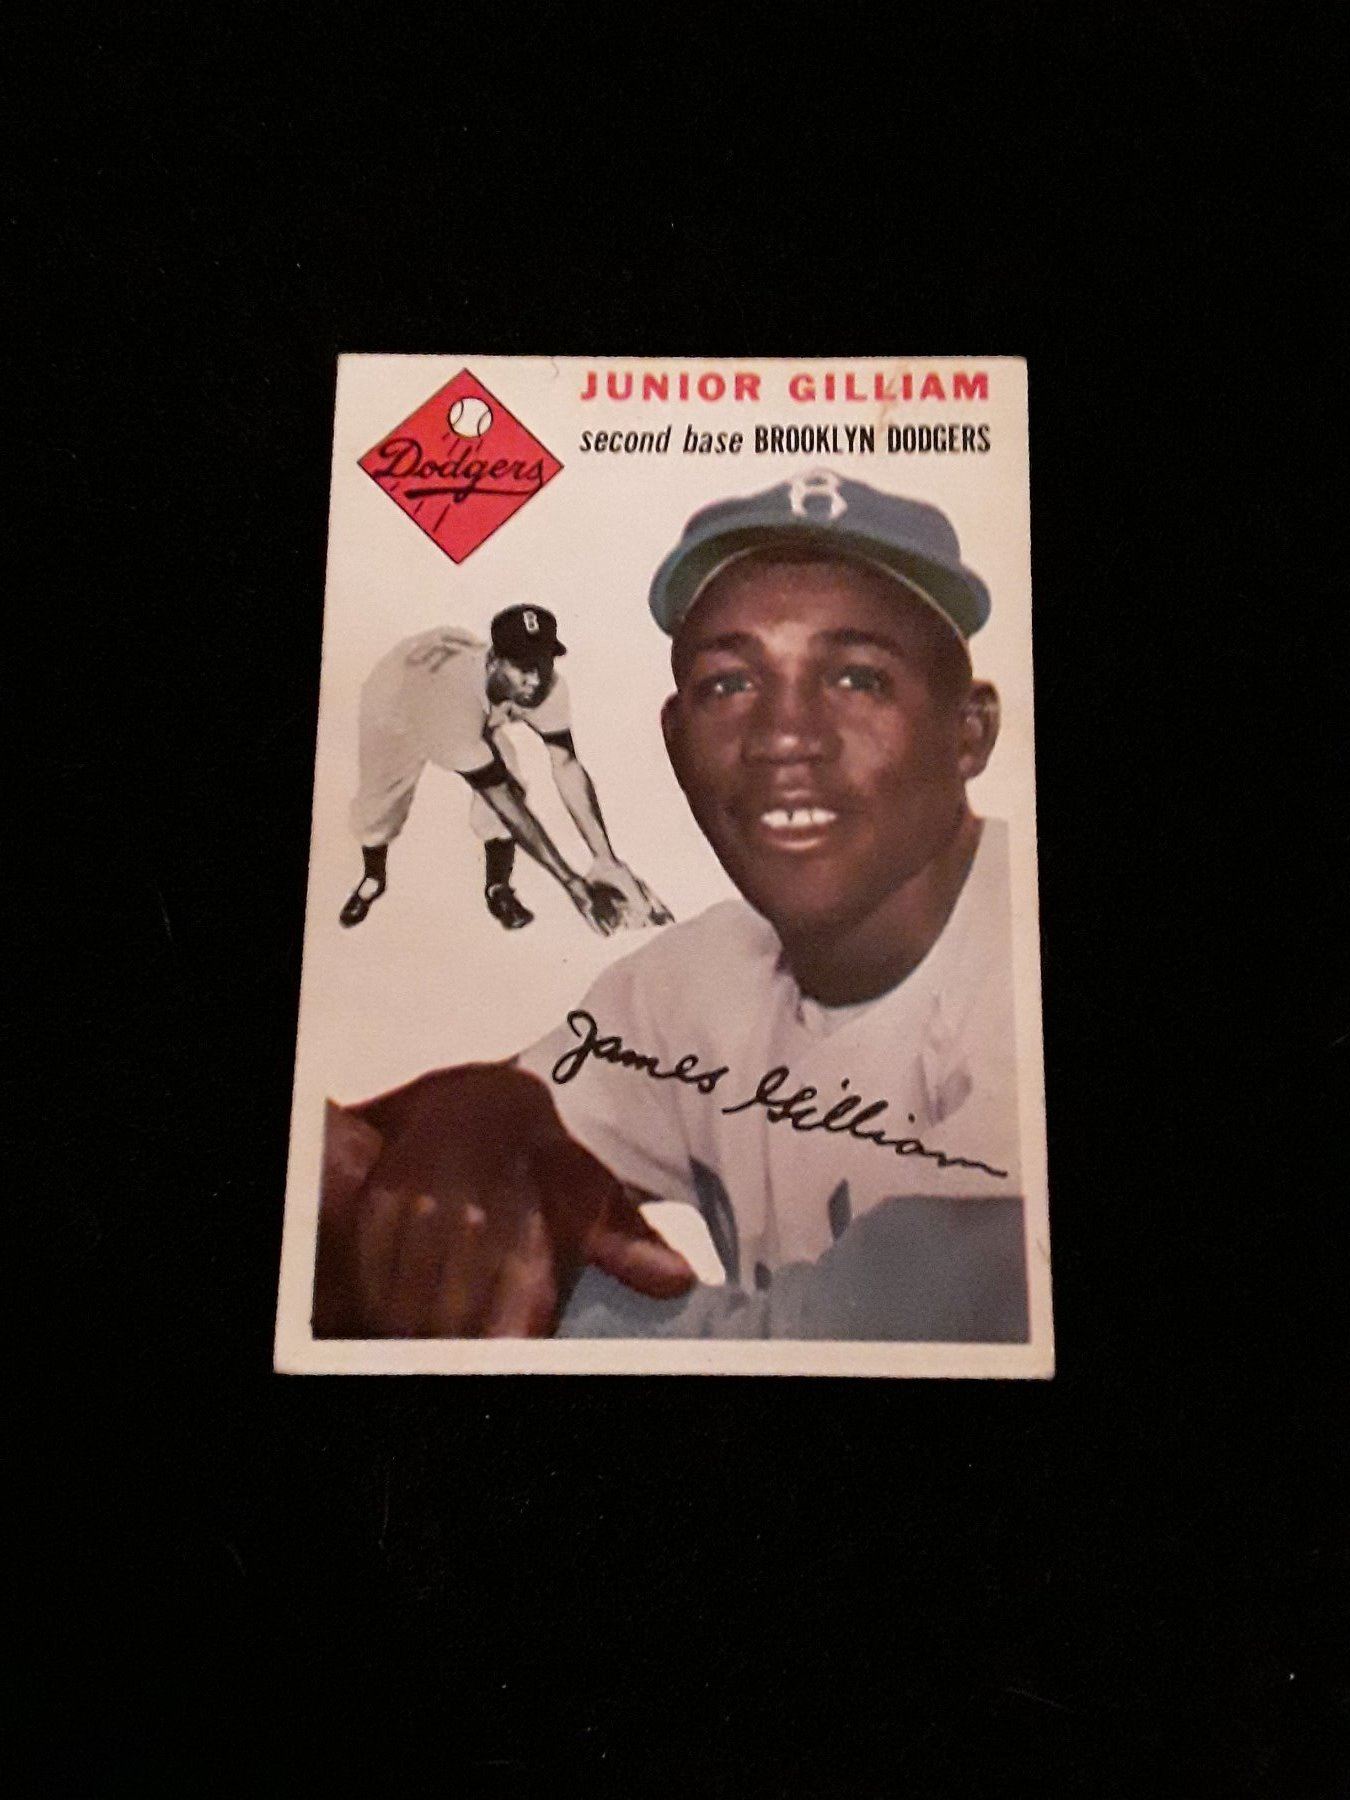 JUNIOR GILLIAM
second base BROOKLYN DODGERS
Dodgers
B
B
James Gilliam